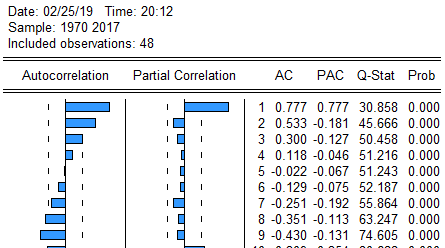 Date: 02/25/19 Time: 20:12
Sample: 1970 2017
Included observations: 48
Autocorrelation Partial Correlation AC PAC Q-Stat Prob
1 0.777 0.777 30.858 0.000
2 0.533 -0.181 45.666 0.000
3 0.300 -0.127 50.458 0.000
4 0.118 -0.046 51.216 0.000
5 -0.022 -0.067 51.243 0.000
6 -0.129 -0.075 52.187 0.000
7 -0.251 -0.192 55.864 0.000
8 -0.351 -0.113 63.247 0.000
9 -0.430 -0.131 74.605 0.000